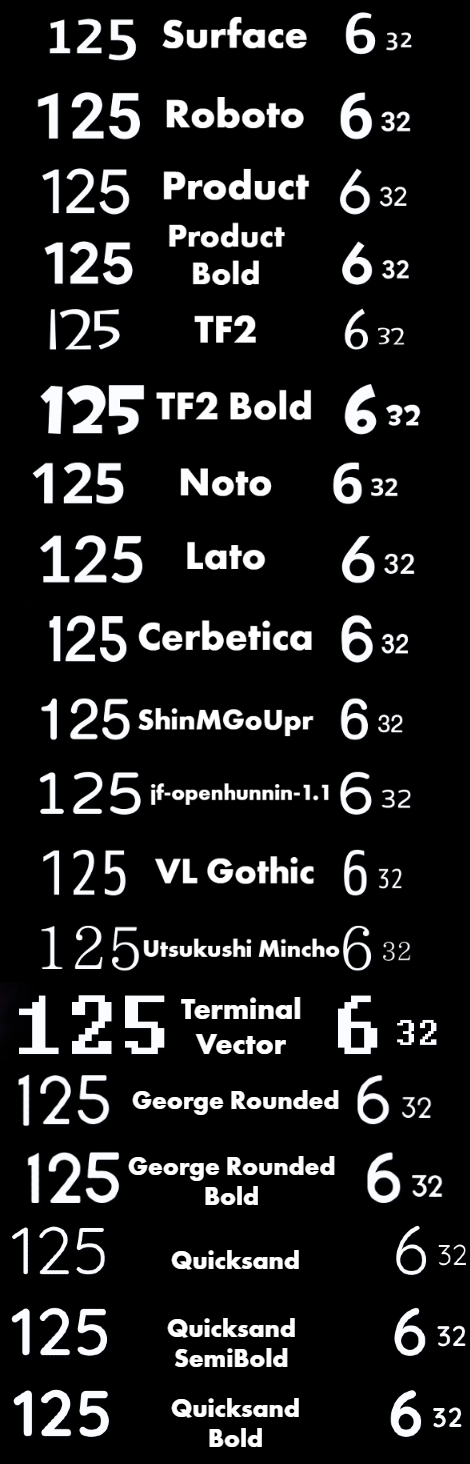 125 Surface 6 32
125 Roboto 6 32
125 Product 6 32
125 Product Bold 6 32
125 TF2 6 32
125 TF2 Bold 6 32
125 Noto 6 32
125 Lato 6 32
125 Cerbetica 6 32
125 ShinMGoUpr 6 32
125 jf-openhunnin-1.1 6 32
125 VL Gothic 6 32
125 Utsukushi Mincho 6 32
125 Terminal Vector 6 32
125 George Rounded 6 32
125 George Rounded Bold 6 32
125 Quicksand 6 32
125 Quicksand SemiBold 6 32
125 Quicksand Bold 6 32